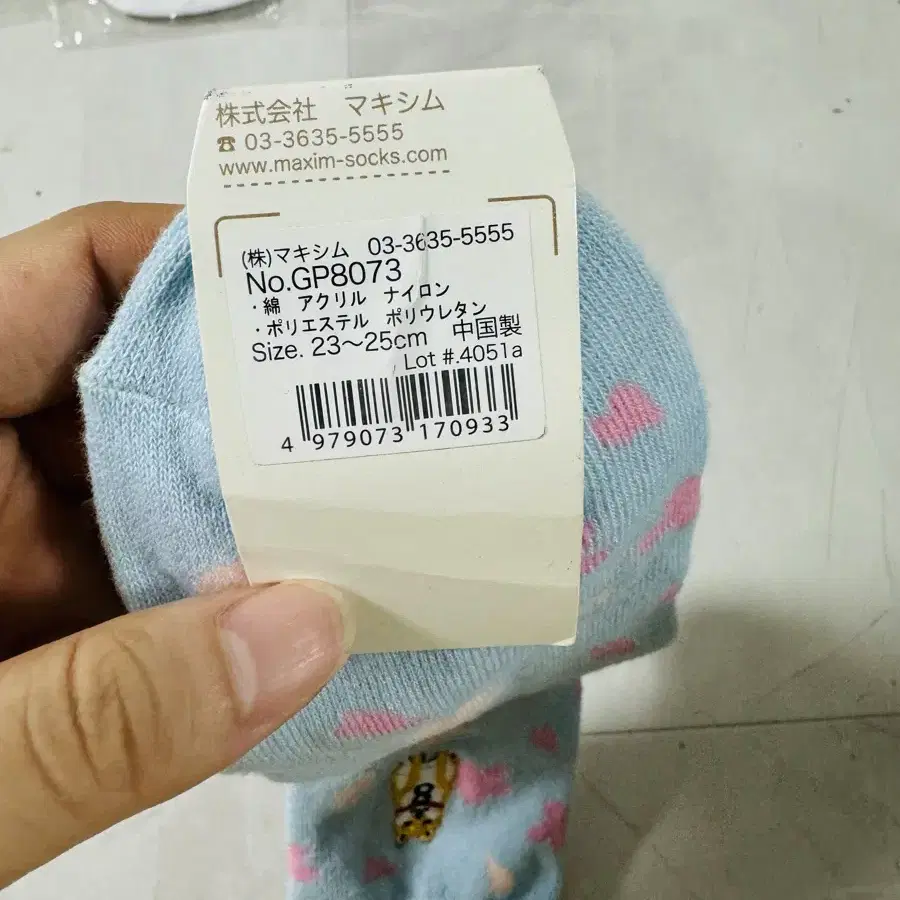 株式会社　マキシム
☎ 03-3635-5555
www.maxim-socks.com
(株)マキシム　03-3635-5555
No.GP8073
・綿　アクリル　ナイロン
・ポリエステル　ポリウレタン
Size. 23～25cm　中国製
Lot #.4051a
4 979073 170933